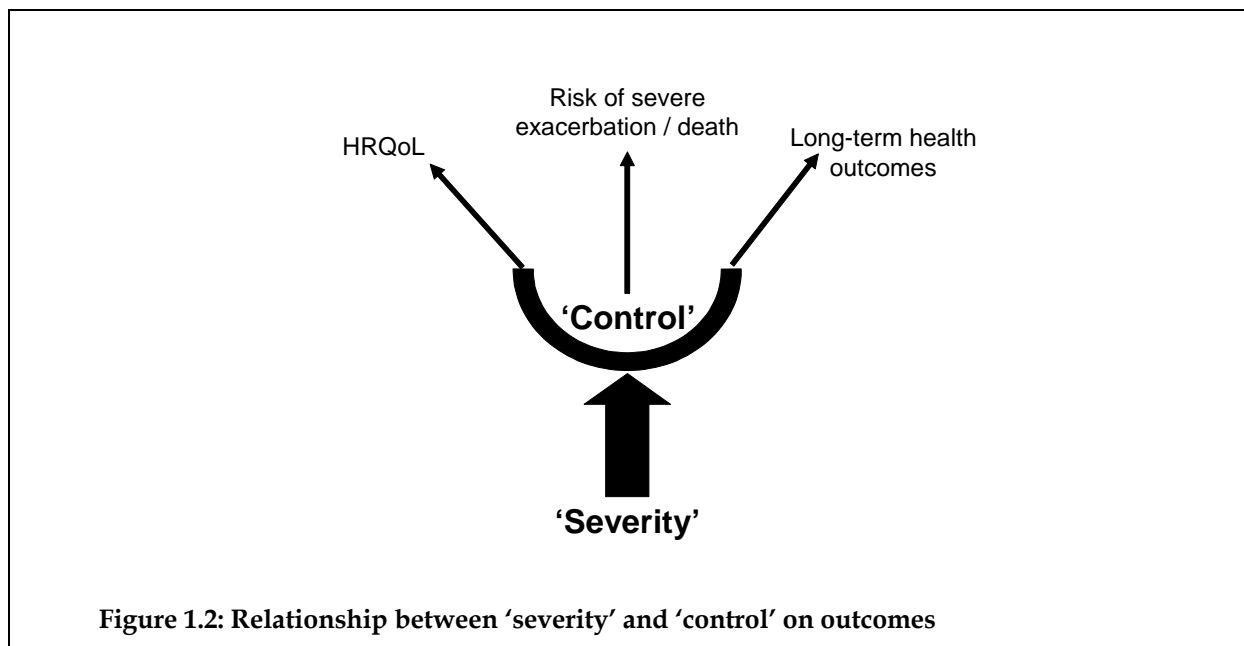 Risk of severe
exacerbation / death
HRQoL
Long-term health
outcomes
‘Control’
‘Severity’
Figure 1.2: Relationship between ‘severity’ and ‘control’ on outcomes